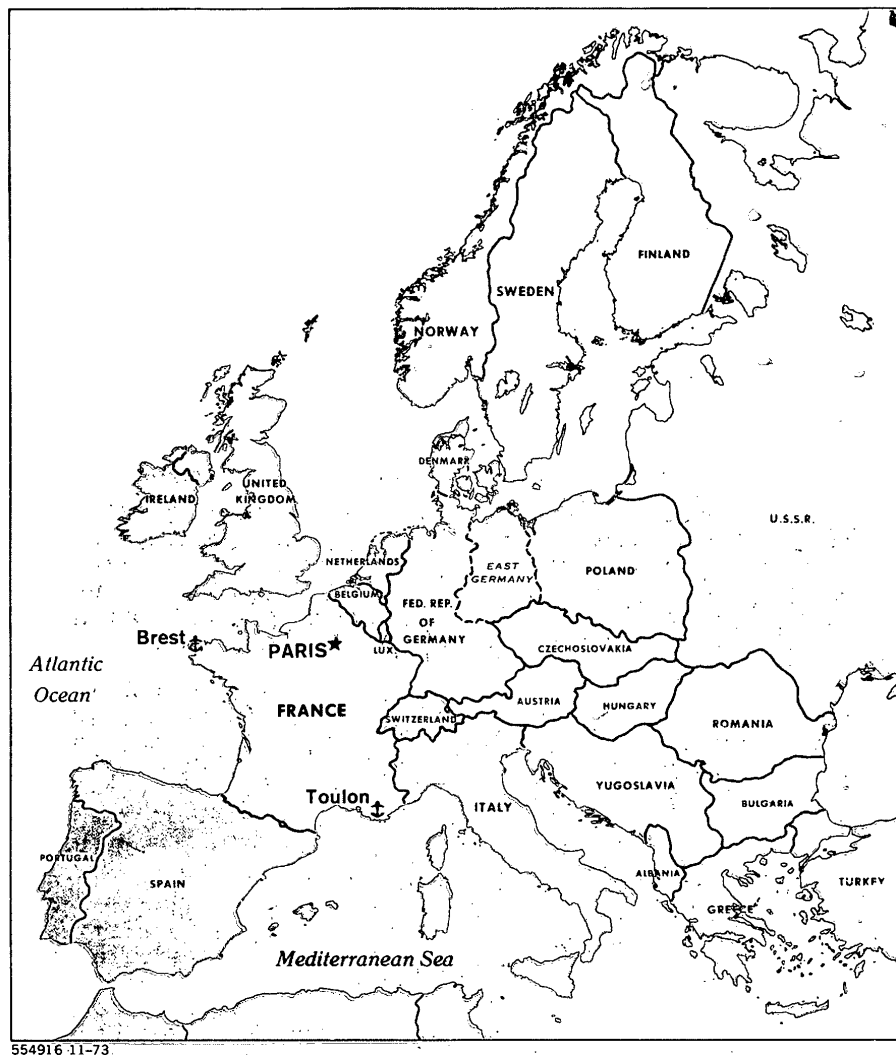 FINLAND
SWEDEN
NORWAY
DENMARK
IRELAND
UNITED
KINGDOM
U.S.S.R.
NETHERLANDS
EAST
GERMANY
POLAND
BELGIUM
FED. REP.
OF
GERMANY
Brest
PARIS
LUX.
CZECHOSLOVAKIA
Atlantic
Ocean
FRANCE
SWITZERLAND
AUSTRIA
HUNGARY
ROMANIA
Toulon
ITALY
YUGOSLAVIA
BULGARIA
PORTUGAL
SPAIN
ALBANIA
TURKEY
GREECE
Mediterranean Sea
554916 11-73